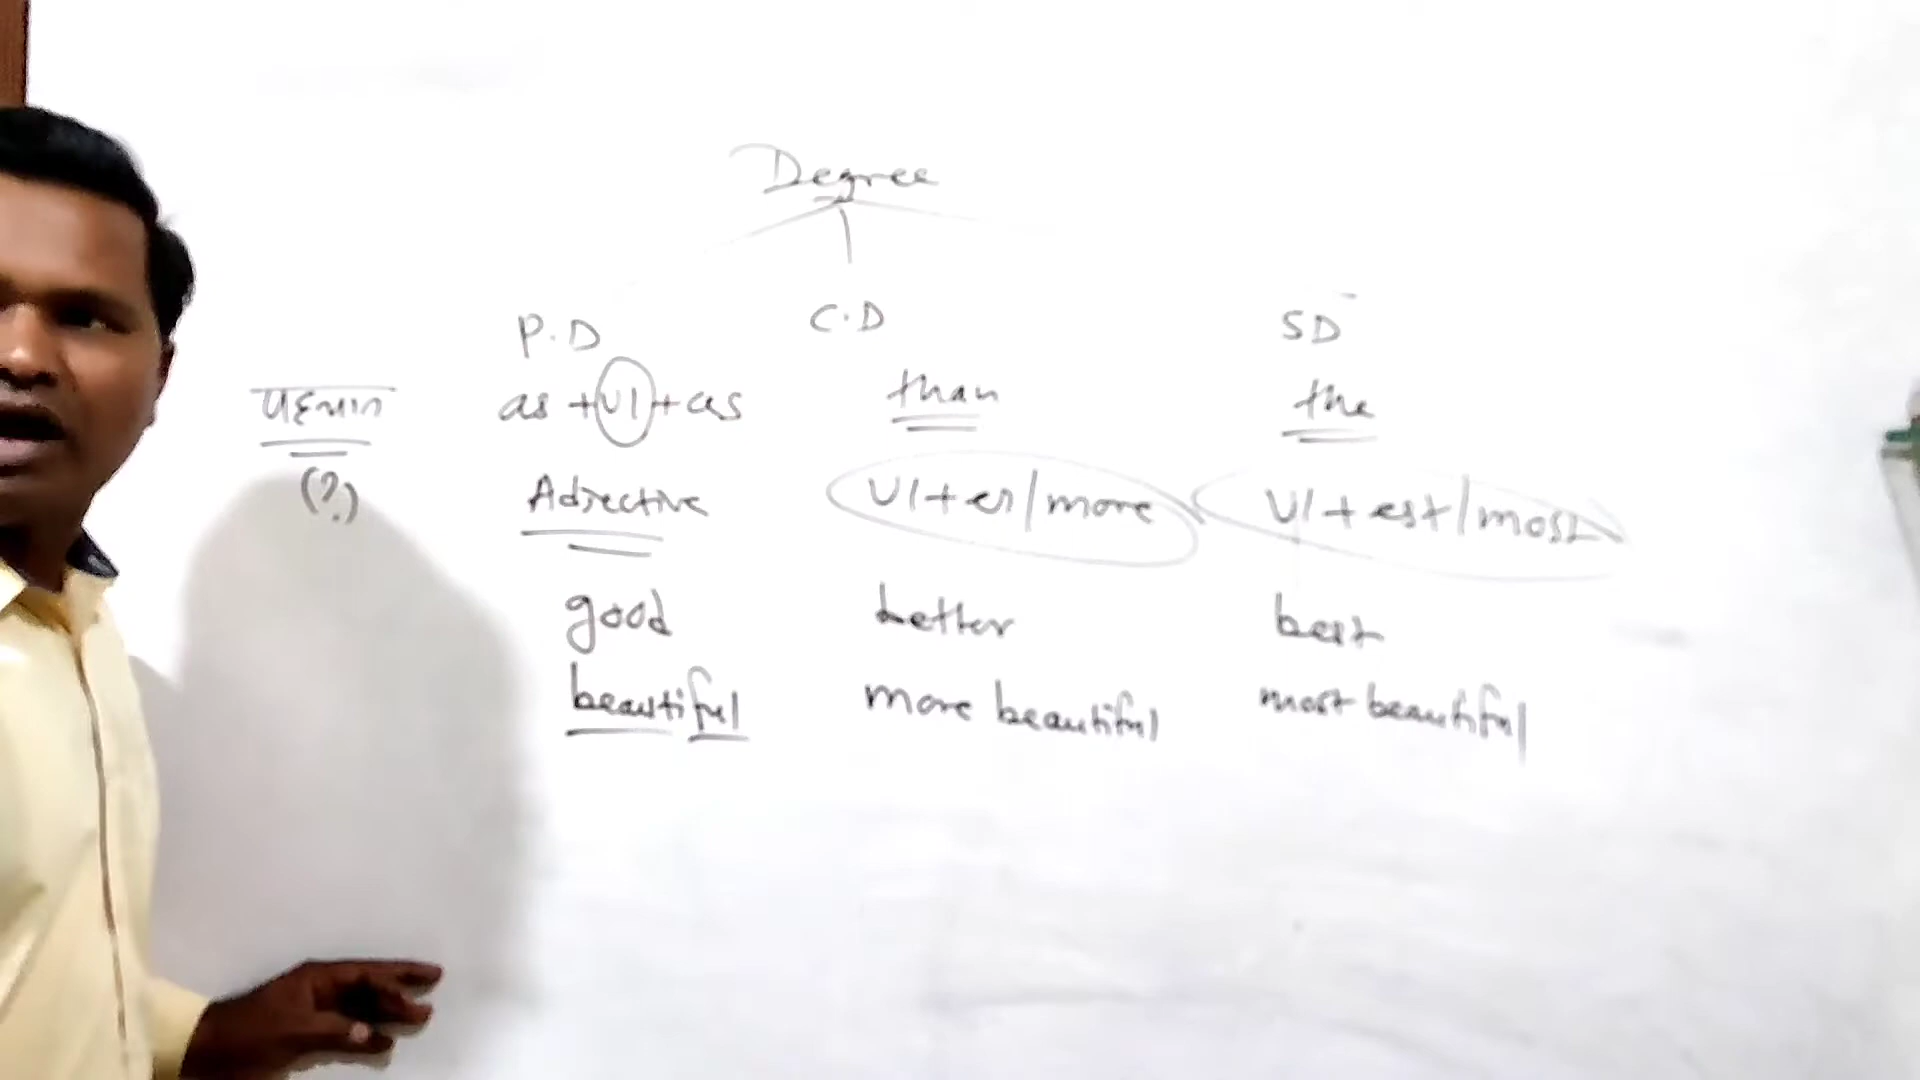 Degree
P.D C.D SD
पहचान as + V1 + as than the
(?) Adjective V1+er/more V1+est/most
good better best
beautiful more beautiful most beautiful